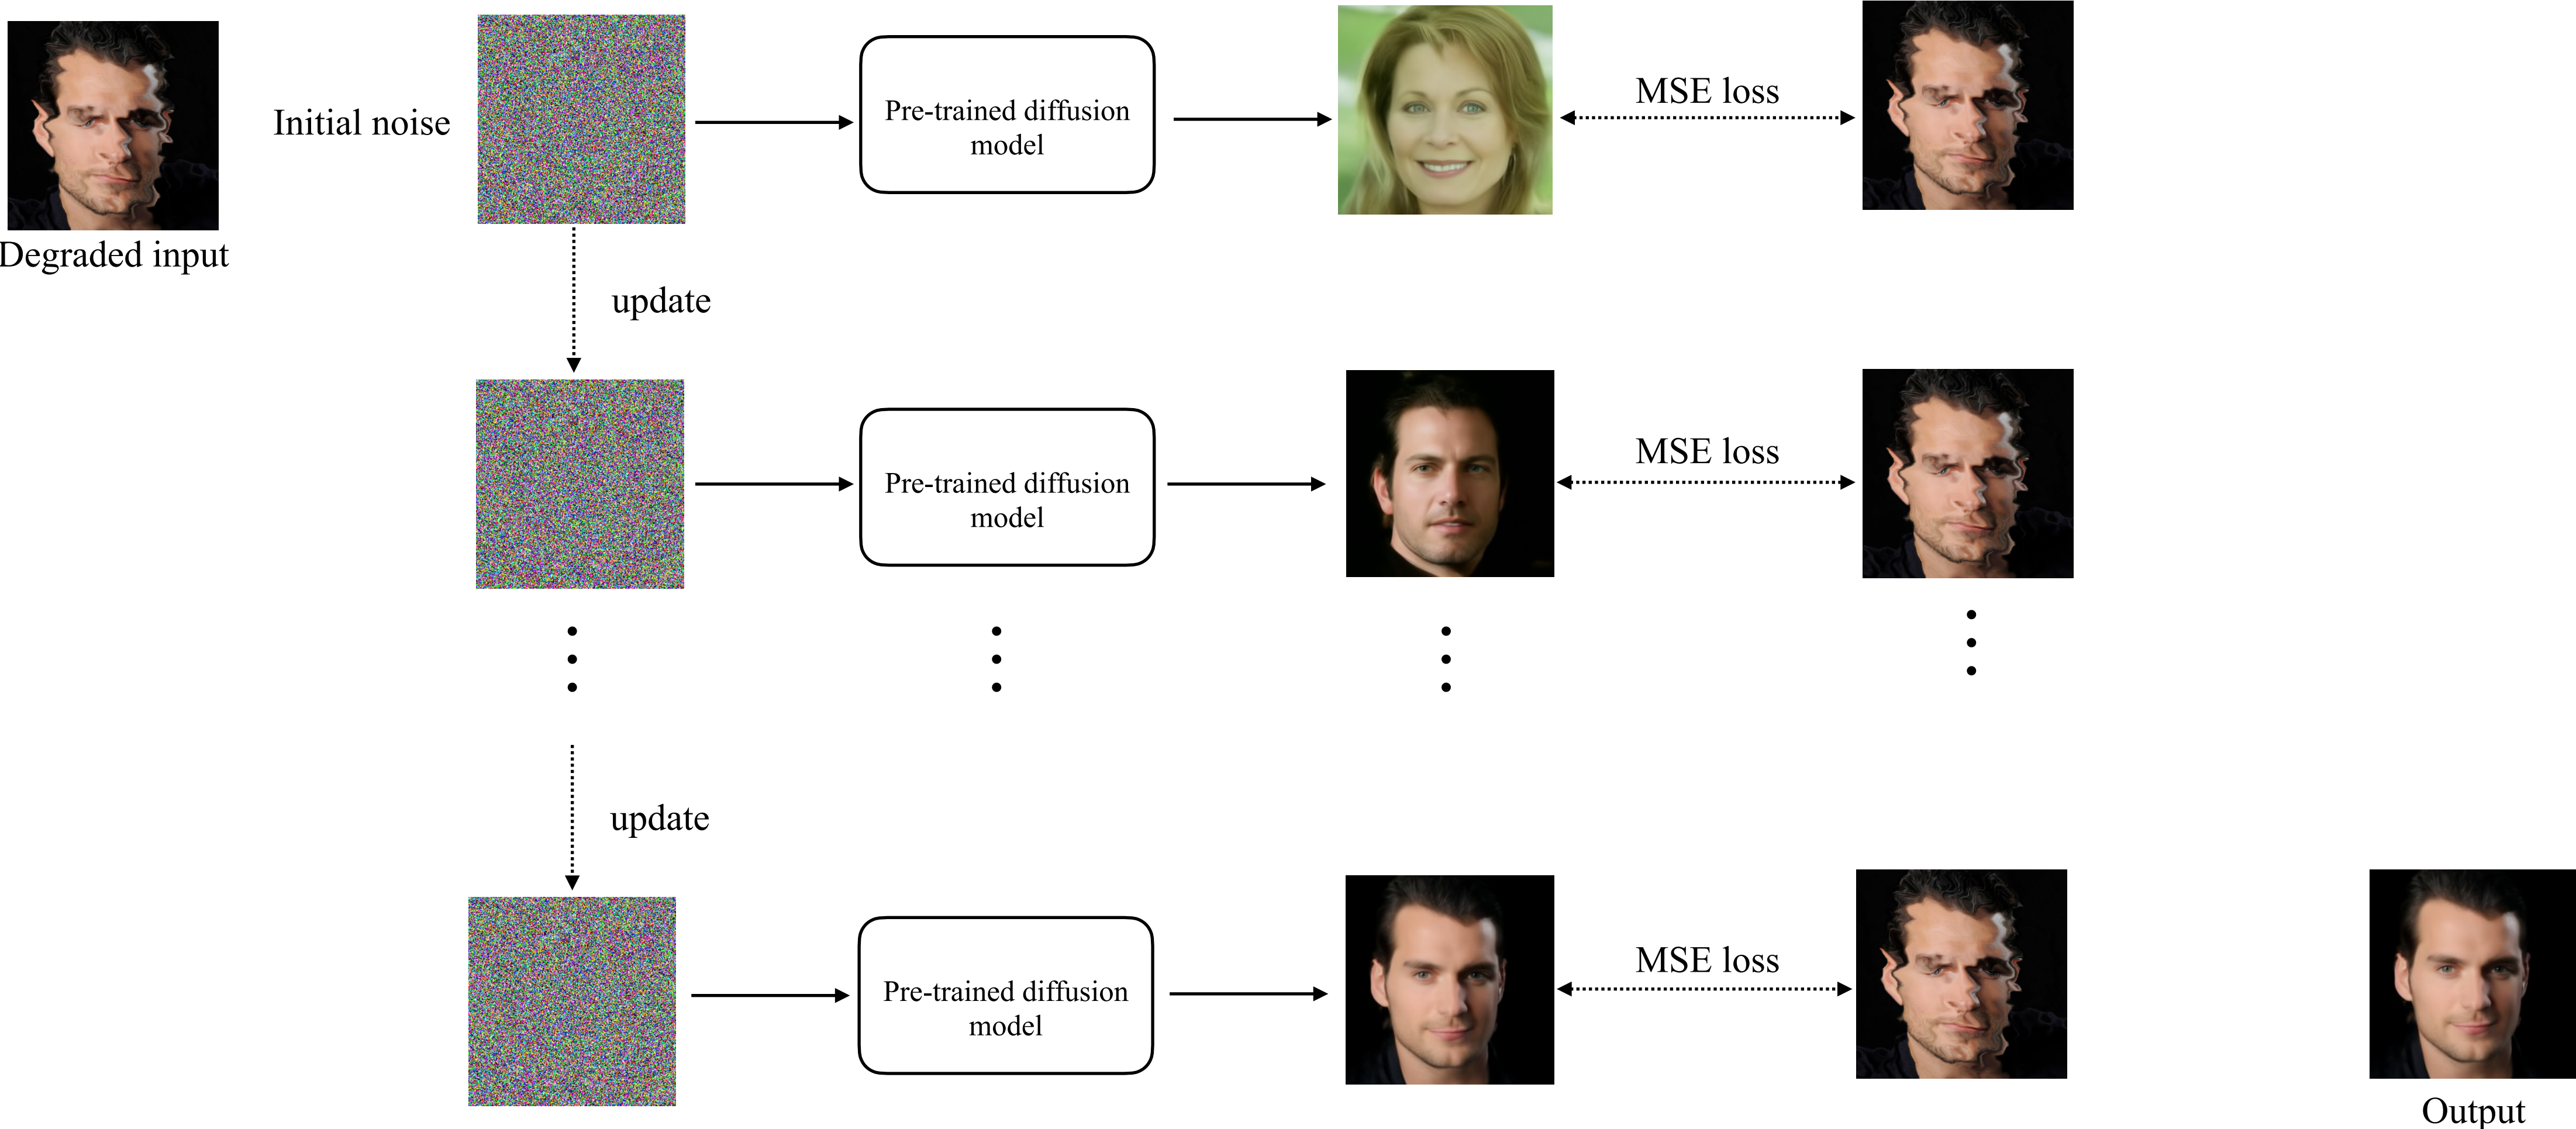 Initial noise
Pre-trained diffusion
model
MSE loss
Degraded input
update
Pre-trained diffusion
model
MSE loss
update
Pre-trained diffusion
model
MSE loss
Output